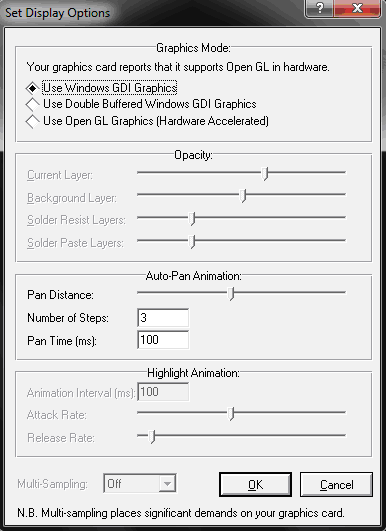 Set Display Options
Graphics Mode:
Your graphics card reports that it supports Open GL in hardware.
Use Windows GDI Graphics
Use Double Buffered Windows GDI Graphics
Use Open GL Graphics (Hardware Accelerated)
Opacity:
Current Layer:
Background Layer:
Solder Resist Layers:
Solder Paste Layers:
Auto-Pan Animation:
Pan Distance:
Number of Steps: 3
Pan Time (ms): 100
Highlight Animation:
Animation Interval (ms): 100
Attack Rate:
Release Rate:
Multi-Sampling: Off OK Cancel
N.B. Multi-sampling places significant demands on your graphics card.